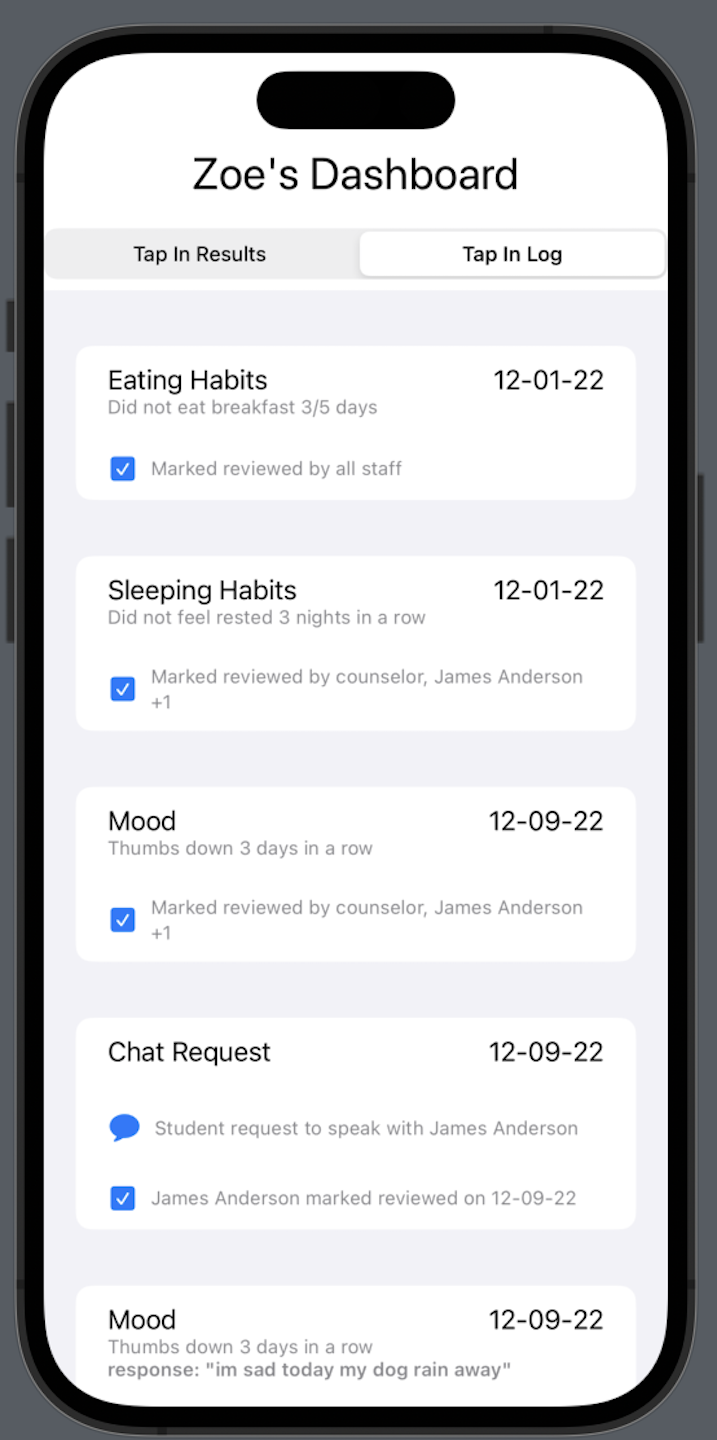 Zoe's Dashboard
Tap In Results
Tap In Log
Eating Habits
12-01-22
Did not eat breakfast 3/5 days
Marked reviewed by all staff
Sleeping Habits
12-01-22
Did not feel rested 3 nights in a row
Marked reviewed by counselor, James Anderson
+1
Mood
12-09-22
Thumbs down 3 days in a row
Marked reviewed by counselor, James Anderson
+1
Chat Request
12-09-22
Student request to speak with James Anderson
James Anderson marked reviewed on 12-09-22
Mood
12-09-22
Thumbs down 3 days in a row
response: "im sad today my dog rain away"